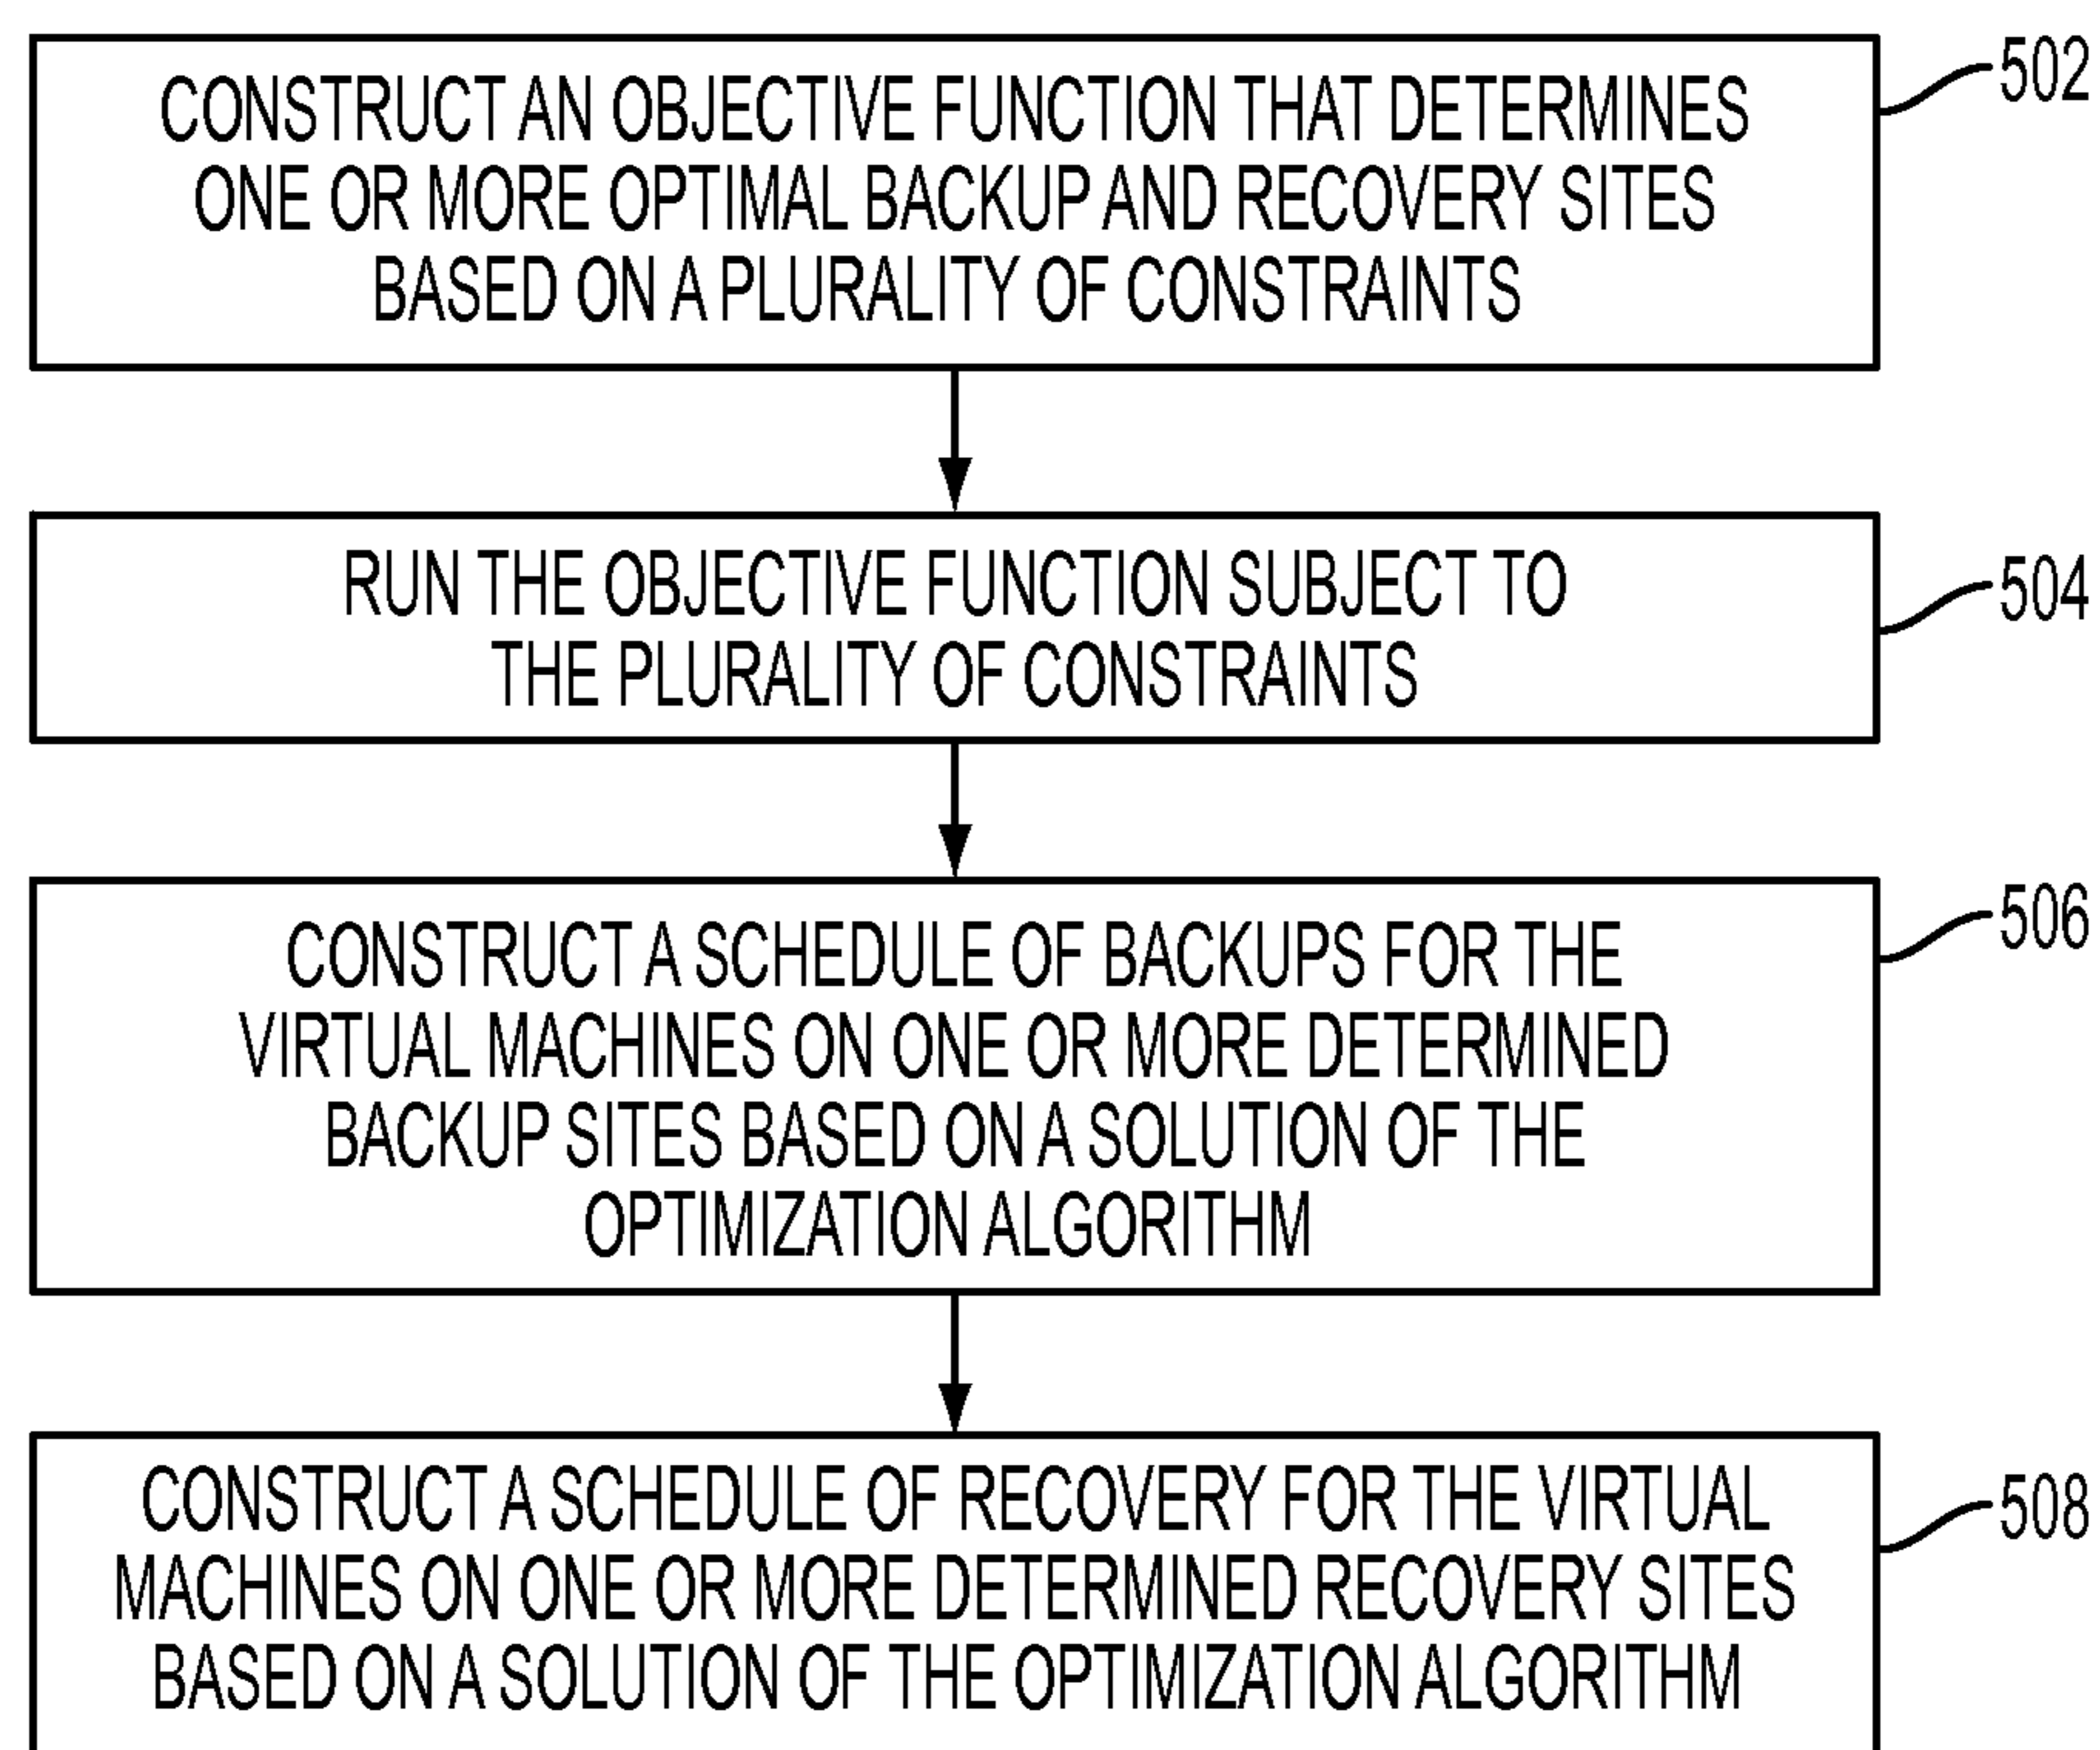 CONSTRUCT AN OBJECTIVE FUNCTION THAT DETERMINES
ONE OR MORE OPTIMAL BACKUP AND RECOVERY SITES
BASED ON A PLURALITY OF CONSTRAINTS
502
RUN THE OBJECTIVE FUNCTION SUBJECT TO
THE PLURALITY OF CONSTRAINTS
504
CONSTRUCT A SCHEDULE OF BACKUPS FOR THE
VIRTUAL MACHINES ON ONE OR MORE DETERMINED
BACKUP SITES BASED ON A SOLUTION OF THE
OPTIMIZATION ALGORITHM
506
CONSTRUCT A SCHEDULE OF RECOVERY FOR THE VIRTUAL
MACHINES ON ONE OR MORE DETERMINED RECOVERY SITES
BASED ON A SOLUTION OF THE OPTIMIZATION ALGORITHM
508